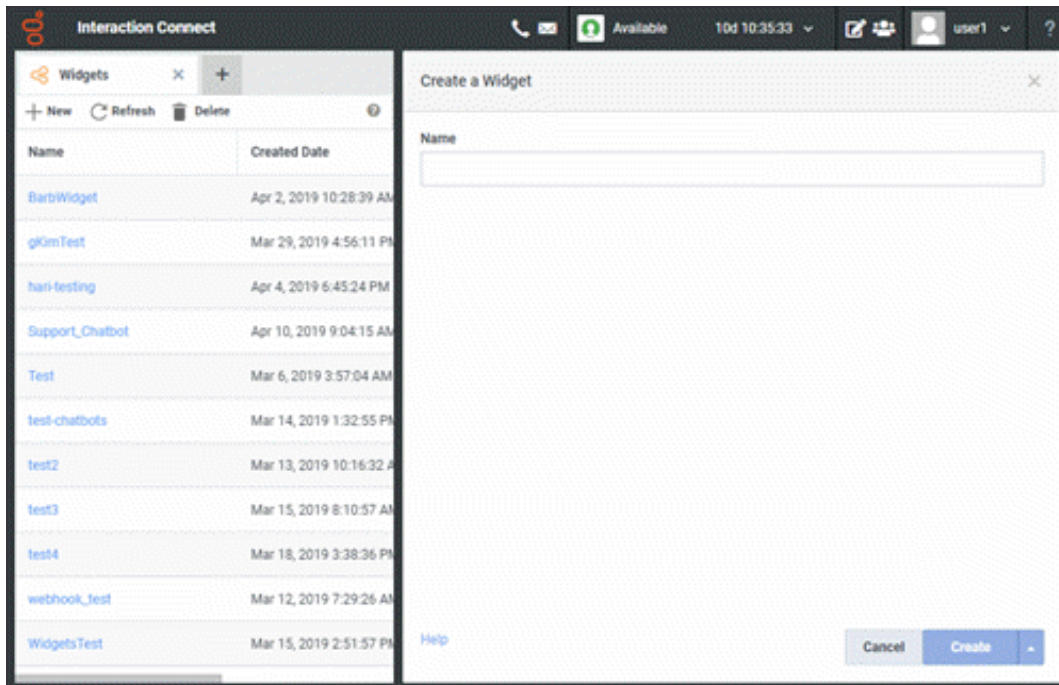 Interaction Connect
Available
10d 10:35:33
user1
?
Widgets
New Refresh Delete
Name Created Date
BarbWidget Apr 2, 2019 10:28:39 AM
gKimTest Mar 29, 2019 4:56:11 PM
hari-testing Apr 4, 2019 6:45:24 PM
Support_Chatbot Apr 10, 2019 9:04:15 AM
Test Mar 6, 2019 3:57:04 AM
test-chatbots Mar 14, 2019 1:32:55 PM
test2 Mar 13, 2019 10:16:32 A
test3 Mar 15, 2019 8:10:57 AM
test4 Mar 18, 2019 3:38:36 PM
webhook_test Mar 12, 2019 7:29:26 AM
WidgetsTest Mar 15, 2019 2:51:57 PM
Create a Widget
Name
Help
Cancel
Create